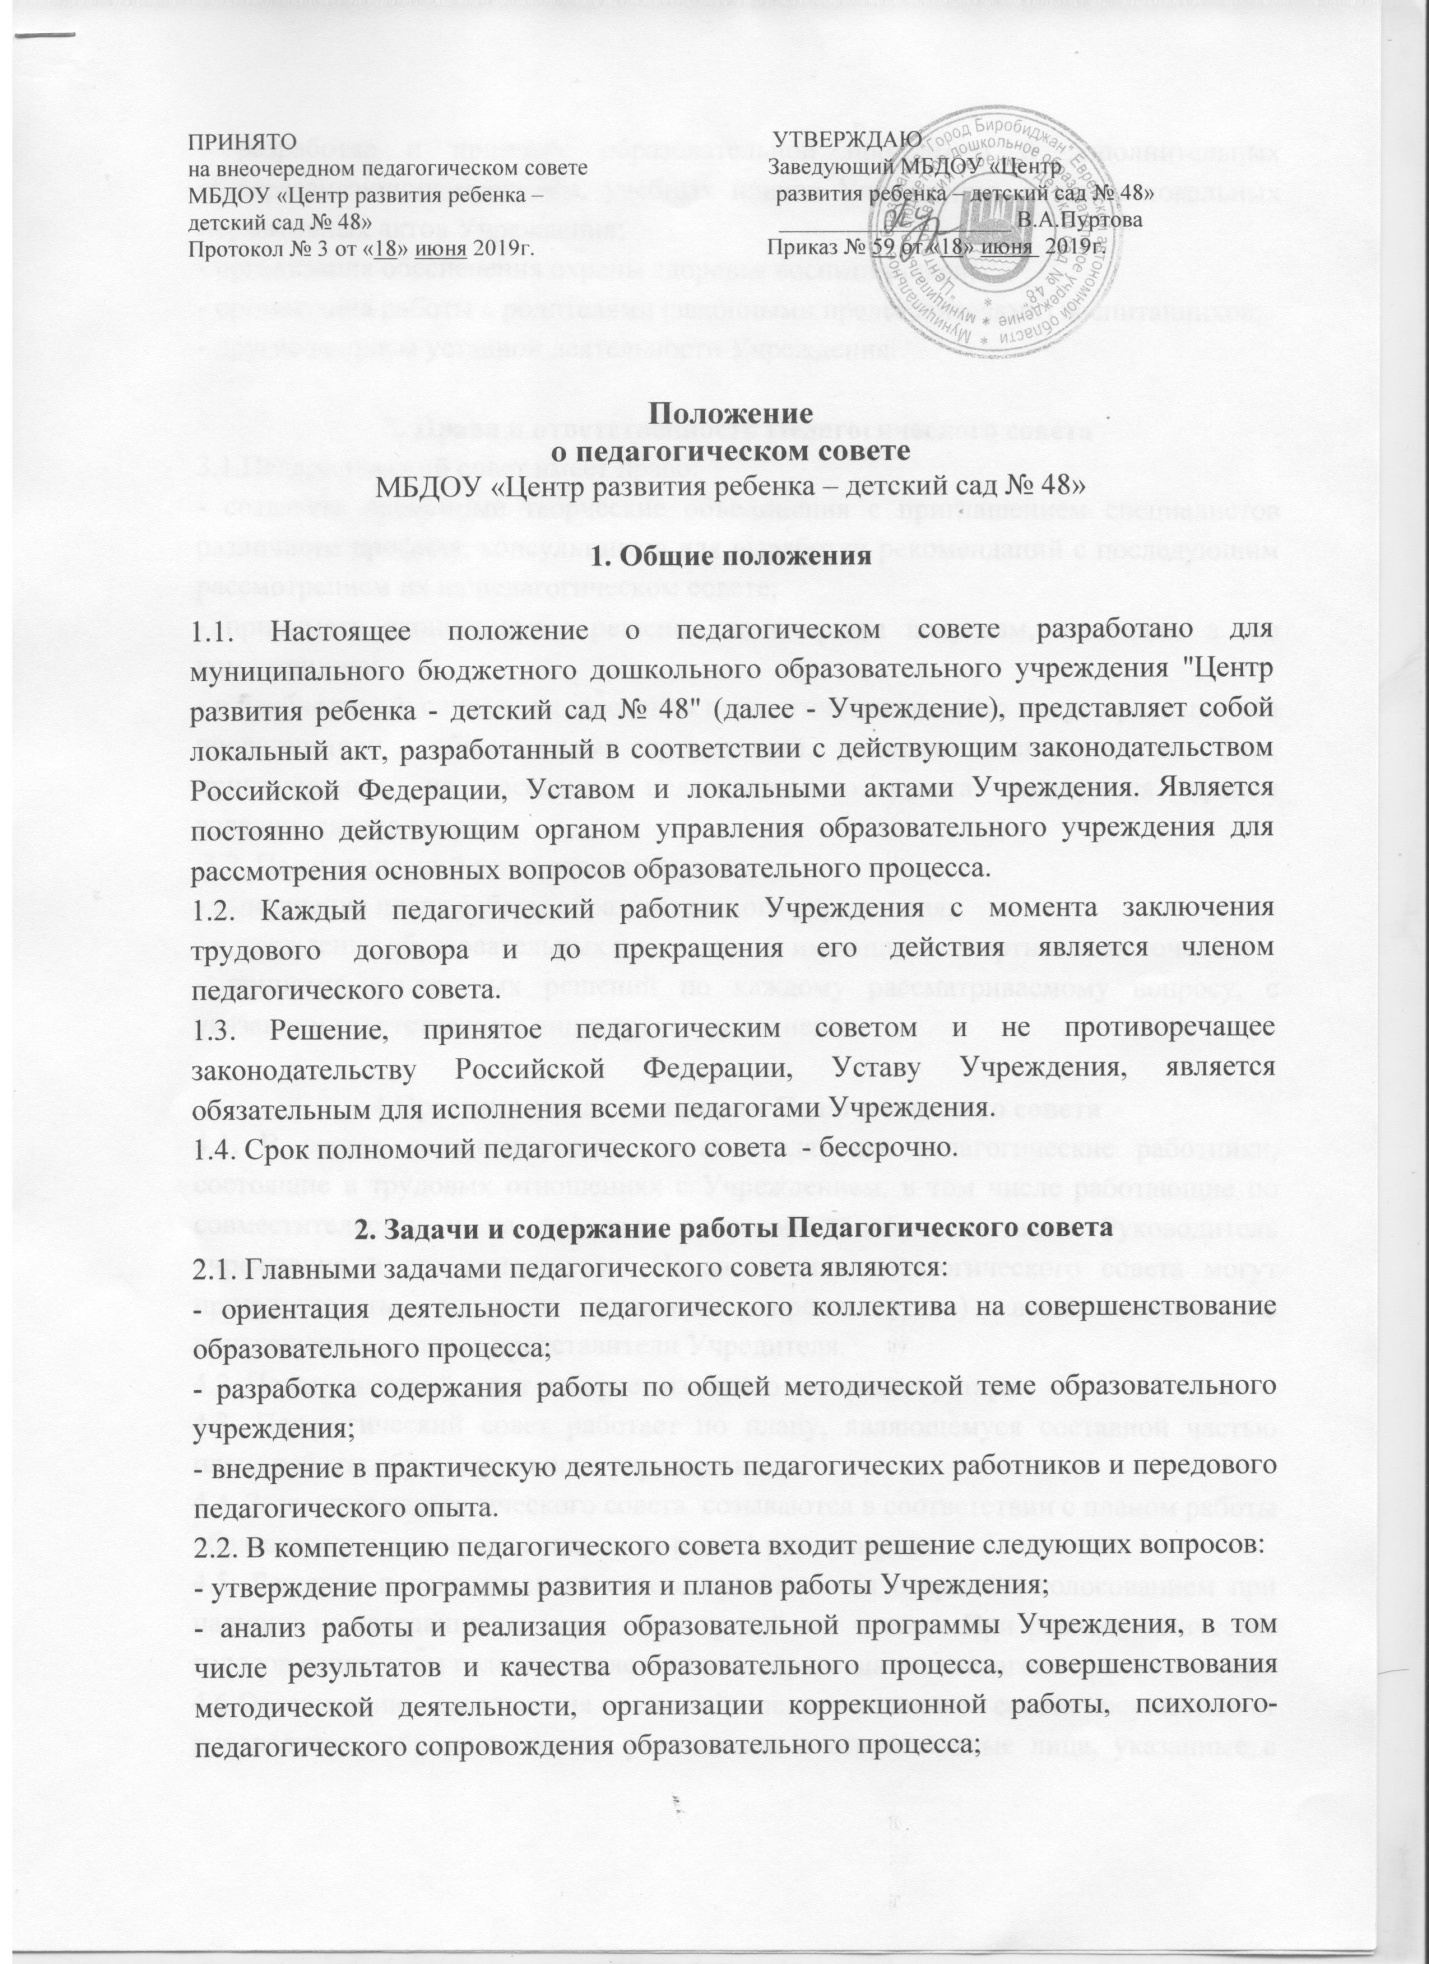 ПРИНЯТО
на внеочередном педагогическом совете
МБДОУ «Центр развития ребенка –
детский сад № 48»
Протокол № 3 от «18» июня 2019г.
УТВЕРЖДАЮ
Заведующий МБДОУ «Центр
развития ребенка – детский сад № 48»
В.А.Пуртова
Приказ № 59 от «18» июня 2019г.
Положение
о педагогическом совете
МБДОУ «Центр развития ребенка – детский сад № 48»
1. Общие положения
1.1. Настоящее положение о педагогическом совете разработано для
муниципального бюджетного дошкольного образовательного учреждения "Центр
развития ребенка - детский сад № 48" (далее - Учреждение), представляет собой
локальный акт, разработанный в соответствии с действующим законодательством
Российской Федерации, Уставом и локальными актами Учреждения. Является
постоянно действующим органом управления образовательного учреждения для
рассмотрения основных вопросов образовательного процесса.
1.2. Каждый педагогический работник Учреждения с момента заключения
трудового договора и до прекращения его действия является членом
педагогического совета.
1.3. Решение, принятое педагогическим советом и не противоречащее
законодательству Российской Федерации, Уставу Учреждения, является
обязательным для исполнения всеми педагогами Учреждения.
1.4. Срок полномочий педагогического совета - бессрочно.
2. Задачи и содержание работы Педагогического совета
2.1. Главными задачами педагогического совета являются:
- ориентация деятельности педагогического коллектива на совершенствование
образовательного процесса;
- разработка содержания работы по общей методической теме образовательного
учреждения;
- внедрение в практическую деятельность педагогических работников и передового
педагогического опыта.
2.2. В компетенцию педагогического совета входит решение следующих вопросов:
- утверждение программы развития и планов работы Учреждения;
- анализ работы и реализация образовательной программы Учреждения, в том
числе результатов и качества образовательного процесса, совершенствования
методической деятельности, организации коррекционной работы, психолого-
педагогического сопровождения образовательного процесса;